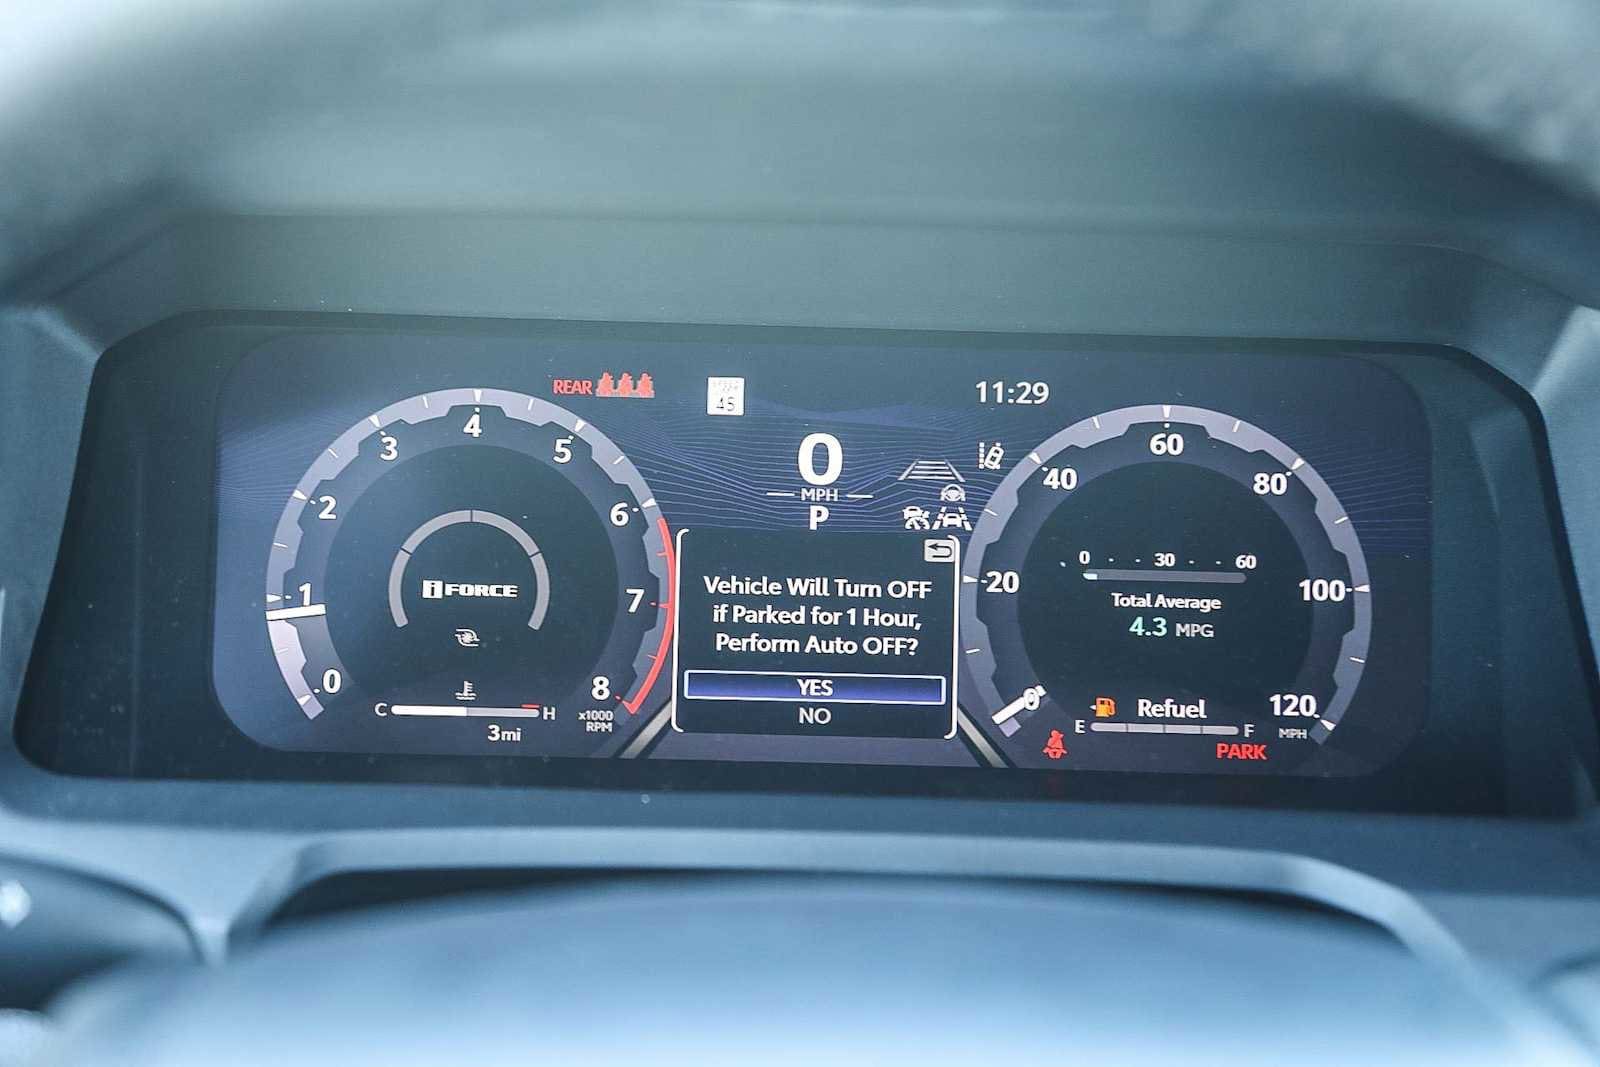 REAR
45
11:29
0
MPH
P
0
1
2
3
4
5
6
7
8
x1000
RPM
i FORCE
C
H
3mi
Vehicle Will Turn OFF
if Parked for 1 Hour,
Perform Auto OFF?
YES
NO
0
20
40
60
80
100
120
MPH
0 - - 30 - - 60
Total Average
4.3 MPG
Refuel
E
F
PARK